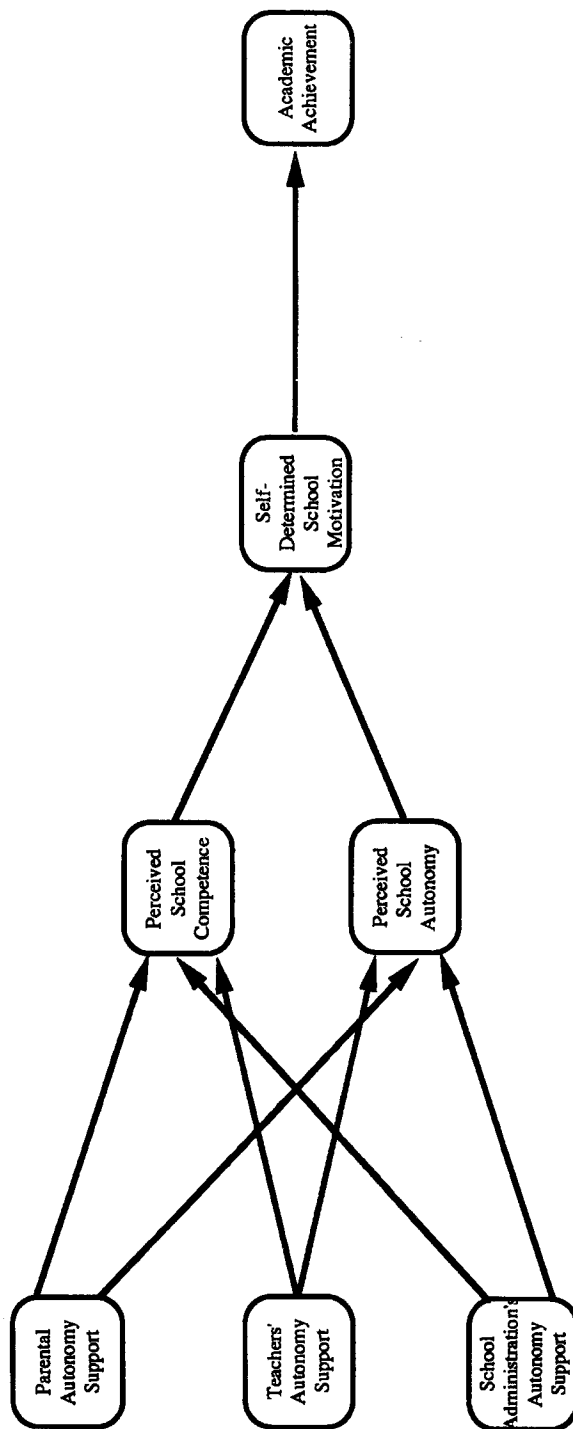 Parental
Autonomy
Support
Teachers'
Autonomy
Support
School
Administration's
Autonomy
Support
Perceived
School
Competence
Perceived
School
Autonomy
Self-
Determined
School
Motivation
Academic
Achievement